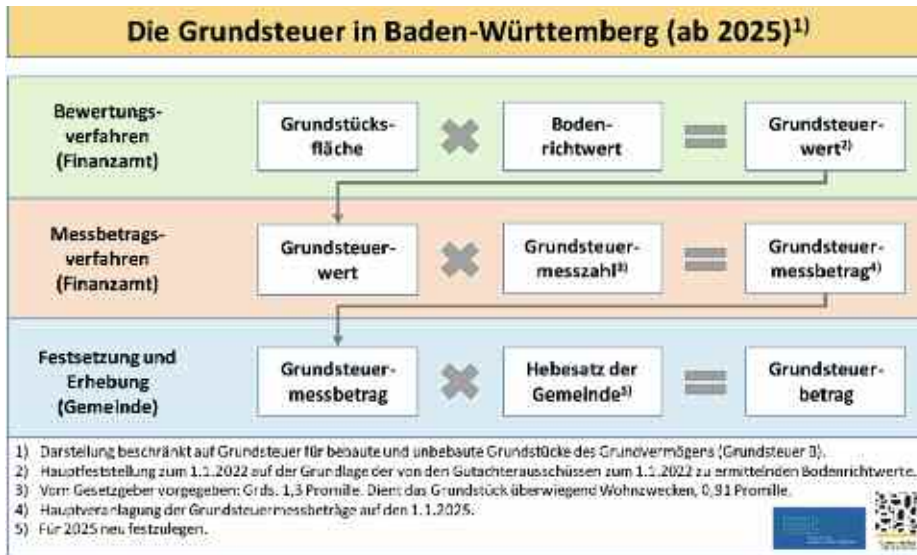 Die Grundsteuer in Baden-Württemberg (ab 2025)1)
Bewertungs-
verfahren
(Finanzamt)
Grundstücks-
fläche
Boden-
richtwert
Grundsteuer-
wert2)
Messbetrags-
verfahren
(Finanzamt)
Grundsteuer-
wert
Grundsteuer-
messzahl3)
Grundsteuer-
messbetrag4)
Festsetzung und
Erhebung
(Gemeinde)
Grundsteuer-
messbetrag
Hebesatz der
Gemeinde5)
Grundsteuer-
betrag
1) Darstellung beschränkt auf Grundsteuer für bebaute und unbebaute Grundstücke des Grundvermögens (Grundsteuer B).
2) Hauptfeststellung zum 1.1.2022 auf der Grundlage der von den Gutachterausschüssen zum 1.1.2022 zu ermittelnden Bodenrichtwerte.
3) Vom Gesetzgeber vorgegeben: Grds. 1,3 Promille. Dient das Grundstück überwiegend Wohnzwecken, 0,91 Promille.
4) Hauptveranlagung der Grundsteuermessbeträge auf den 1.1.2025.
5) Für 2025 neu festzulegen.